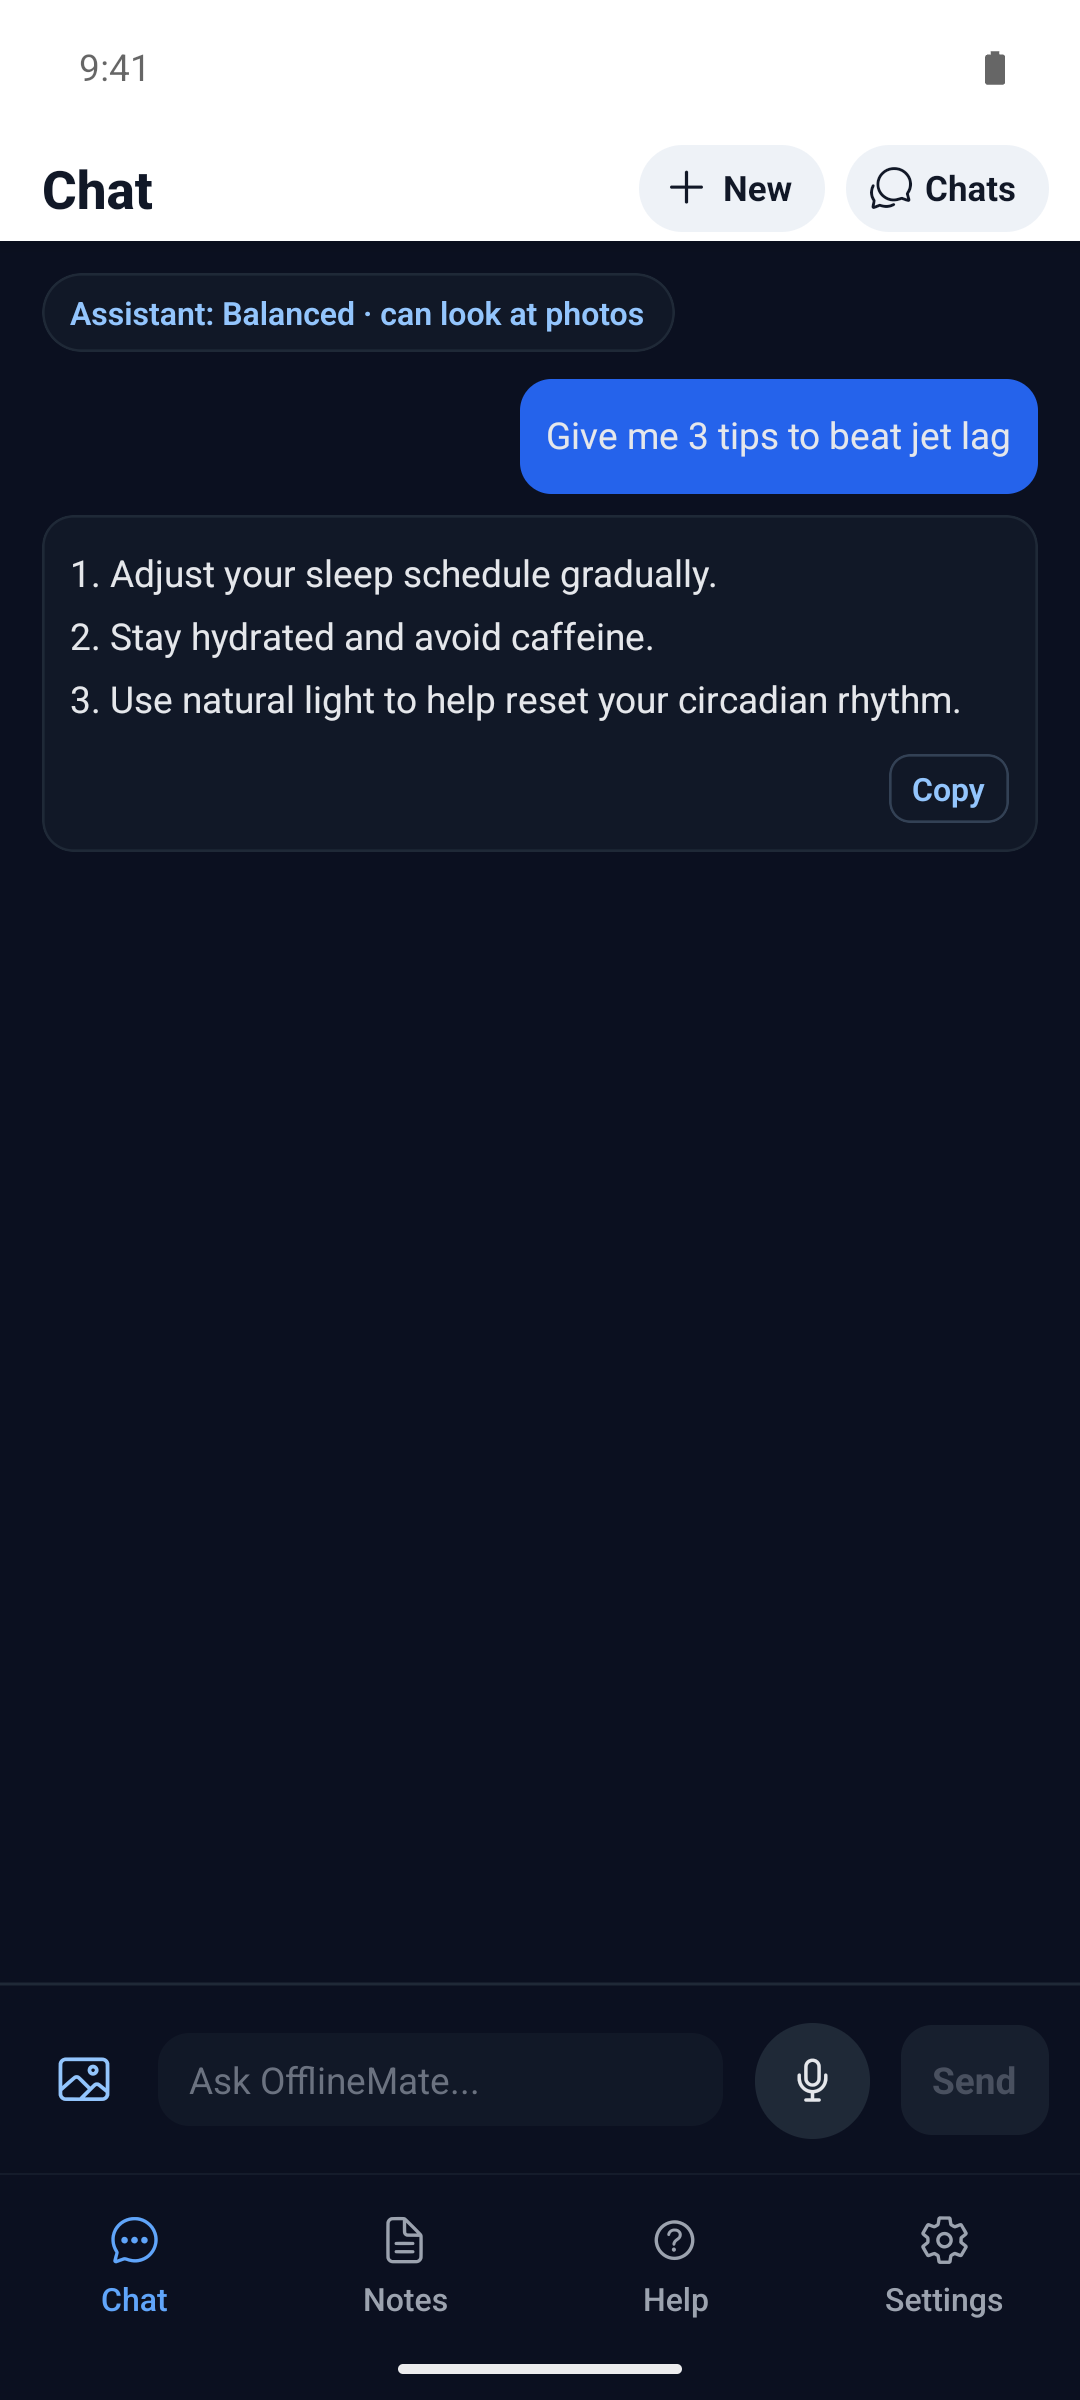 9:41
Chat
New
Chats
Assistant: Balanced · can look at photos
Give me 3 tips to beat jet lag
1. Adjust your sleep schedule gradually.
2. Stay hydrated and avoid caffeine.
3. Use natural light to help reset your circadian rhythm.
Copy
Ask OfflineMate...
Send
Chat
Notes
Help
Settings